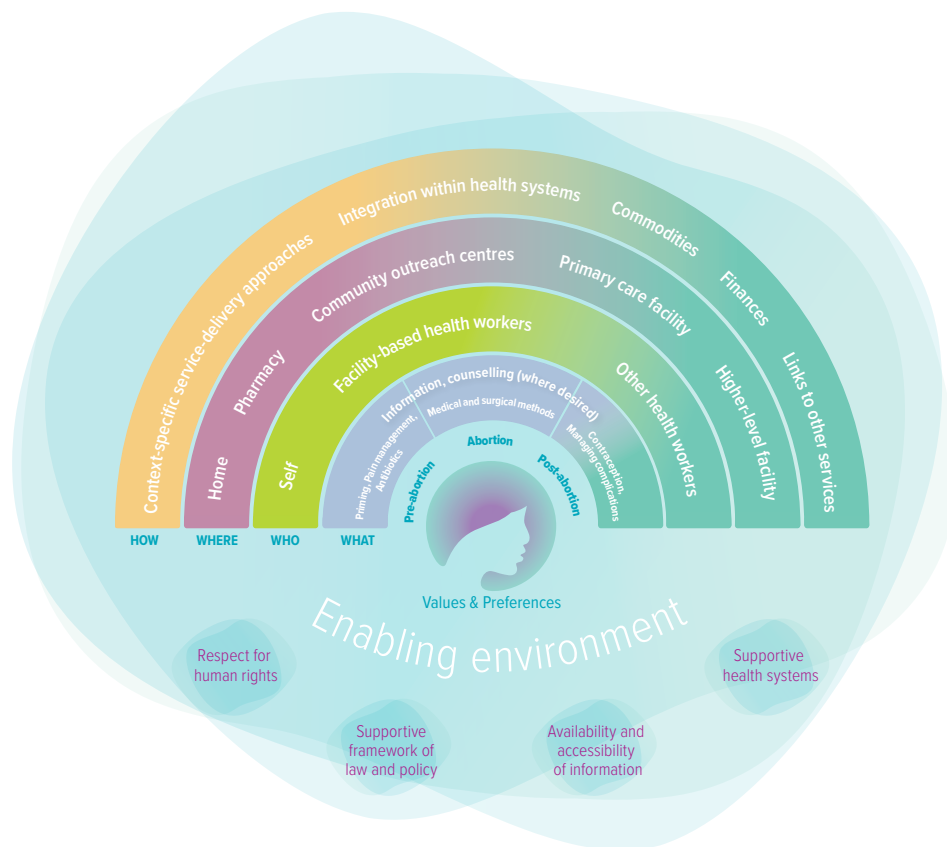 Context-specific service-delivery approaches
Integration within health systems
Commodities
Finances
Links to other services
Home
Pharmacy
Community outreach centres
Primary care facility
Higher-level facility
Self
Facility-based health workers
Other health workers
Information, counselling (where desired)
Priming, Pain management,
Antibiotics
Medical and surgical methods
Contraception,
Managing complications
Pre-abortion
Abortion
Post-abortion
HOW
WHERE
WHO
WHAT
Values & Preferences
Enabling environment
Respect for
human rights
Supportive
framework of
law and policy
Availability and
accessibility
of information
Supportive
health systems